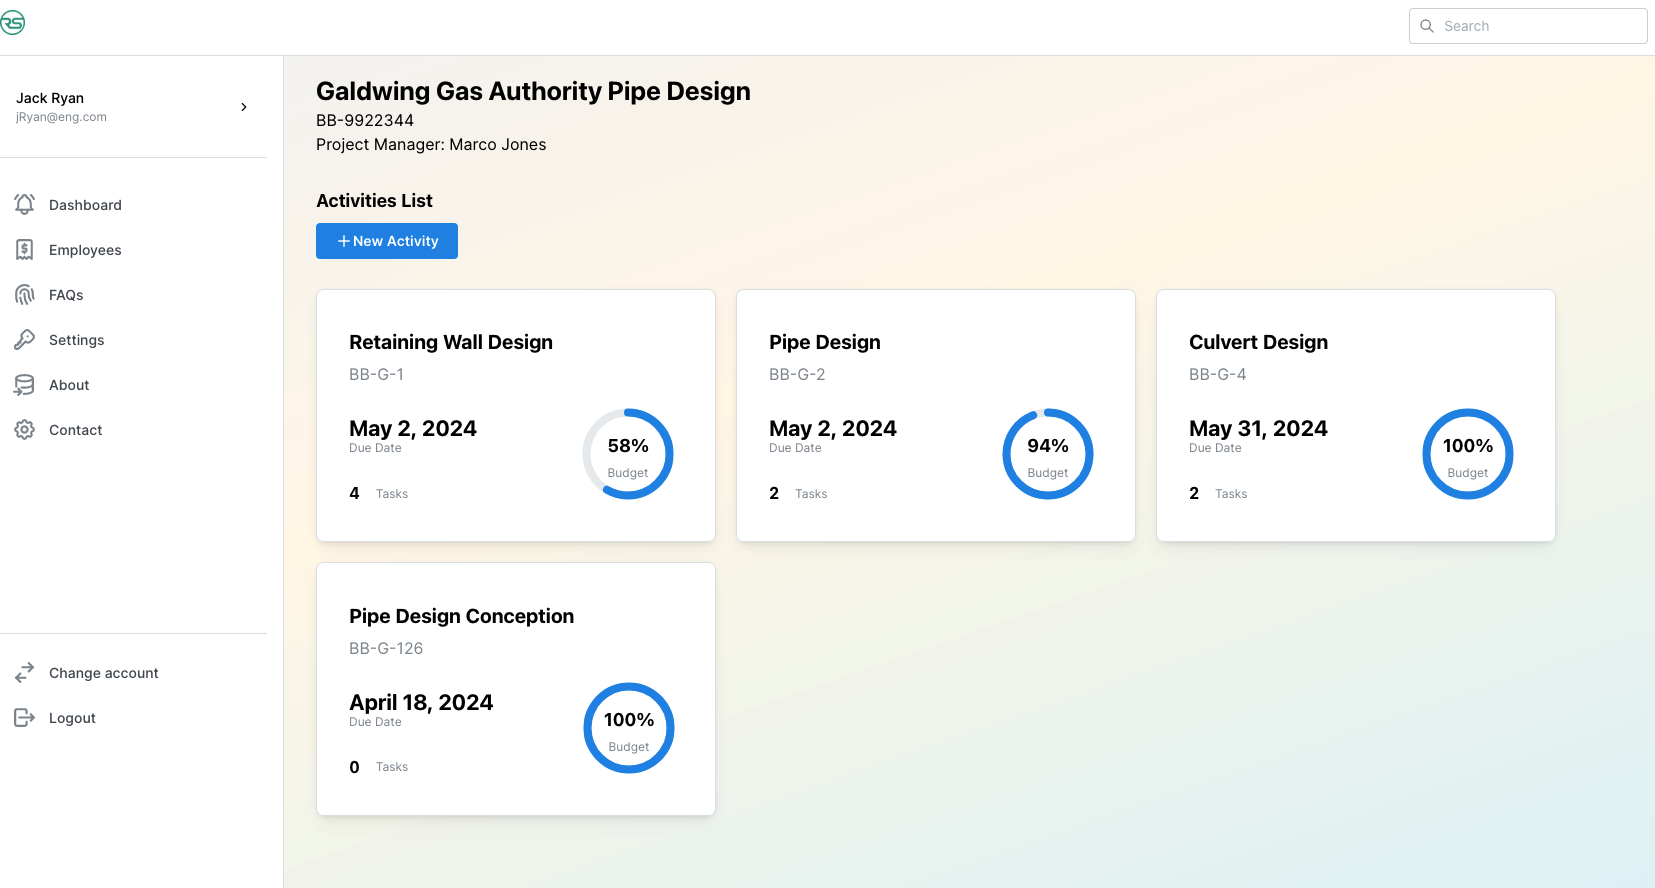 RS
Search
Jack Ryan
jRyan@eng.com
Dashboard
Employees
FAQs
Settings
About
Contact
Change account
Logout
Galdwing Gas Authority Pipe Design
BB-9922344
Project Manager: Marco Jones
Activities List
+ New Activity
Retaining Wall Design
BB-G-1
May 2, 2024
Due Date
4 Tasks
58%
Budget
Pipe Design
BB-G-2
May 2, 2024
Due Date
2 Tasks
94%
Budget
Culvert Design
BB-G-4
May 31, 2024
Due Date
2 Tasks
100%
Budget
Pipe Design Conception
BB-G-126
April 18, 2024
Due Date
0 Tasks
100%
Budget